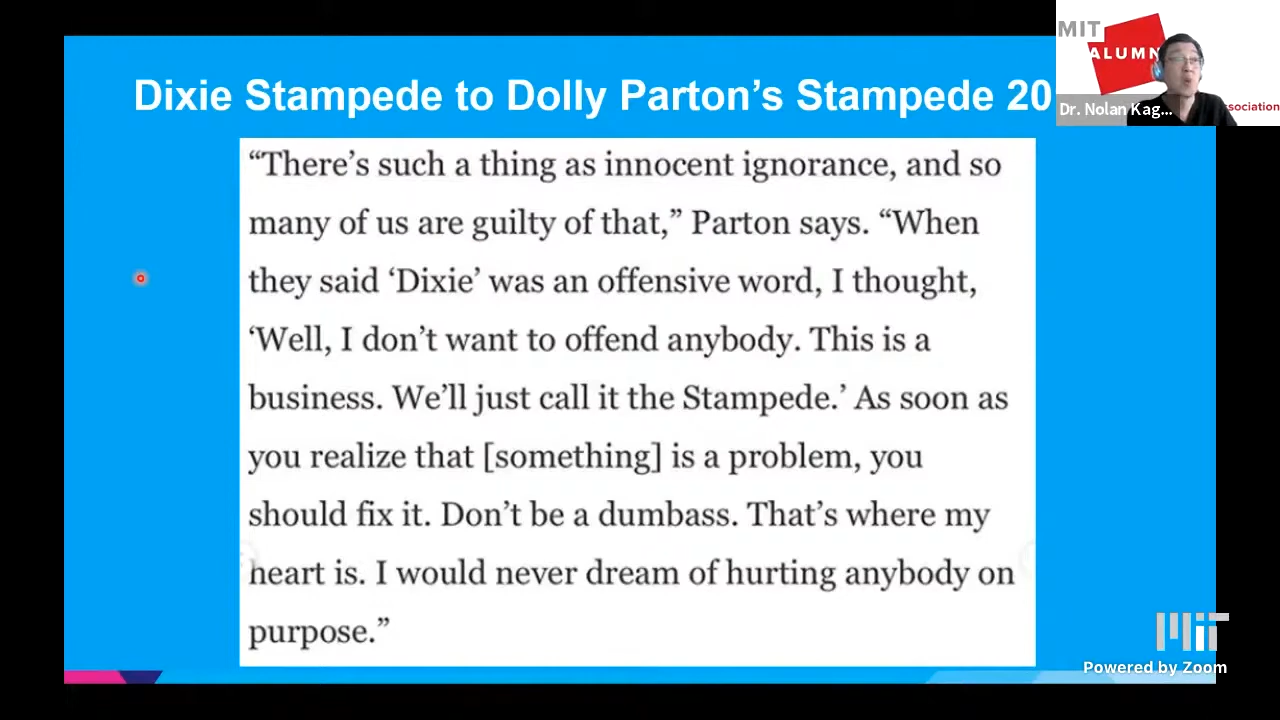 MIT
ALUMN
Dr. Nolan Kag...
ssociation
Dixie Stampede to Dolly Parton’s Stampede 20
“There’s such a thing as innocent ignorance, and so
many of us are guilty of that,” Parton says. “When
they said ‘Dixie’ was an offensive word, I thought,
‘Well, I don’t want to offend anybody. This is a
business. We’ll just call it the Stampede.’ As soon as
you realize that [something] is a problem, you
should fix it. Don’t be a dumbass. That’s where my
heart is. I would never dream of hurting anybody on
purpose.”
MIT
Powered by Zoom